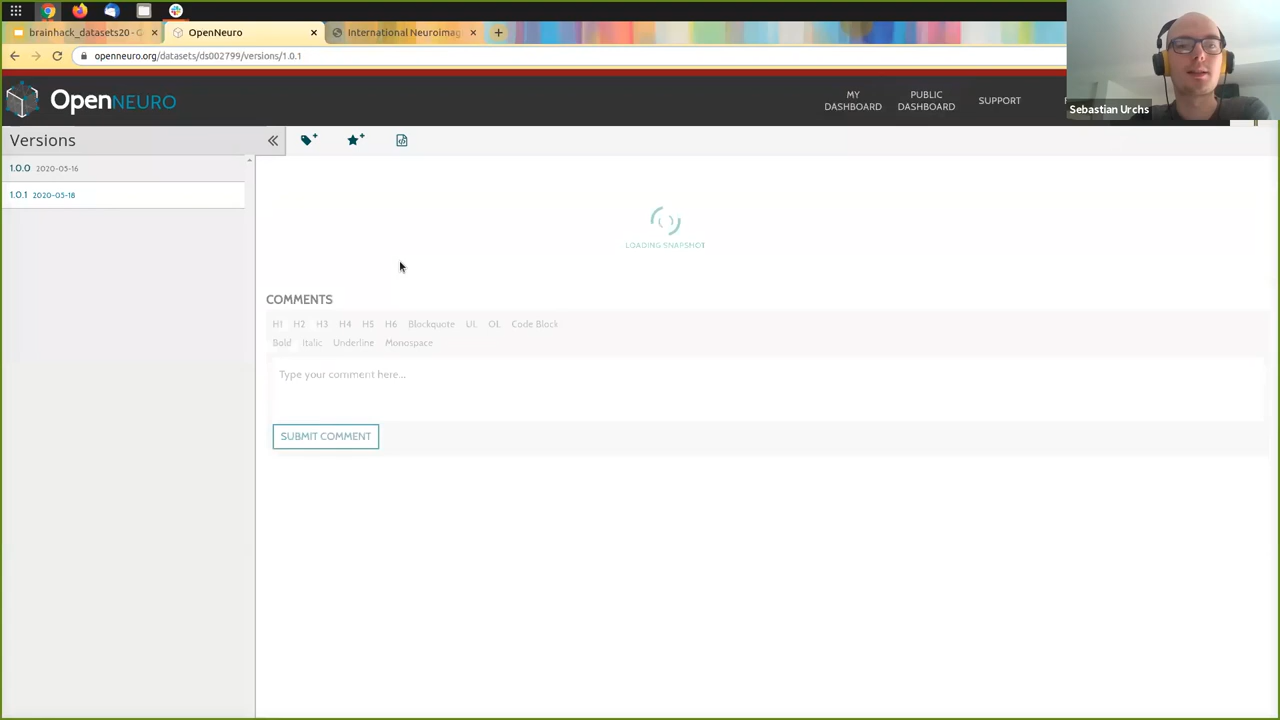 brainhack_datasets20 - G
OpenNeuro
International Neuroimag
openneuro.org/datasets/ds002799/versions/1.0.1
OpenNEURO
MY DASHBOARD
PUBLIC DASHBOARD
SUPPORT
Sebastian Urchs
Versions
1.0.0 2020-05-16
1.0.1 2020-05-18
LOADING SNAPSHOT
COMMENTS
H1 H2 H3 H4 H5 H6 Blockquote UL OL Code Block
Bold Italic Underline Monospace
Type your comment here...
SUBMIT COMMENT